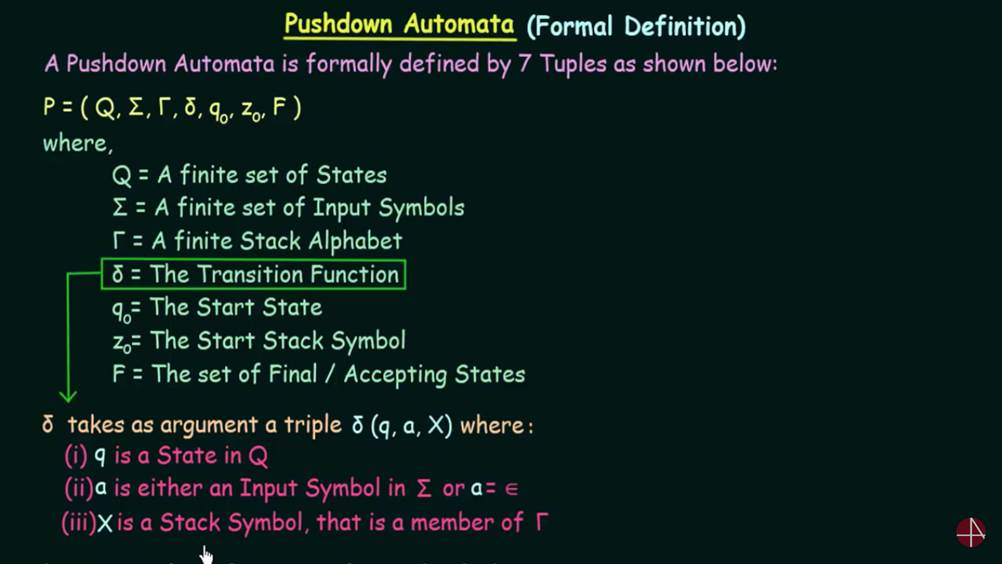 Pushdown Automata (Formal Definition)
A Pushdown Automata is formally defined by 7 Tuples as shown below:
P = ( Q, Σ, Γ, δ, q₀, z₀, F )
where,
Q = A finite set of States
Σ = A finite set of Input Symbols
Γ = A finite Stack Alphabet
δ = The Transition Function
q₀= The Start State
z₀= The Start Stack Symbol
F = The set of Final / Accepting States
δ takes as argument a triple δ (q, a, X) where:
(i) q is a State in Q
(ii) a is either an Input Symbol in Σ or a = ∈
(iii) X is a Stack Symbol, that is a member of Γ